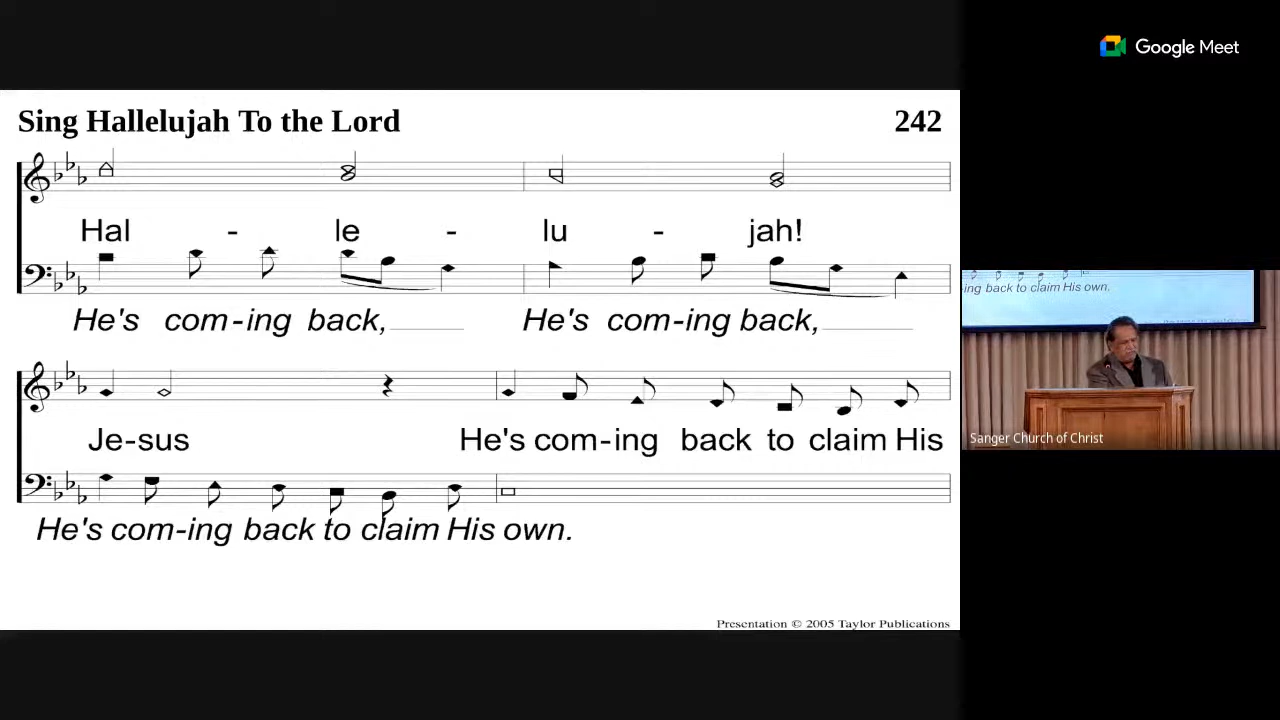 Google Meet
Sing Hallelujah To the Lord 242
Hal - le - lu - jah!
He's com-ing back, He's com-ing back,
Je-sus He's com-ing back to claim His
He's com-ing back to claim His own.
Presentation © 2005 Taylor Publications
ing back to claim His own.
Sanger Church of Christ